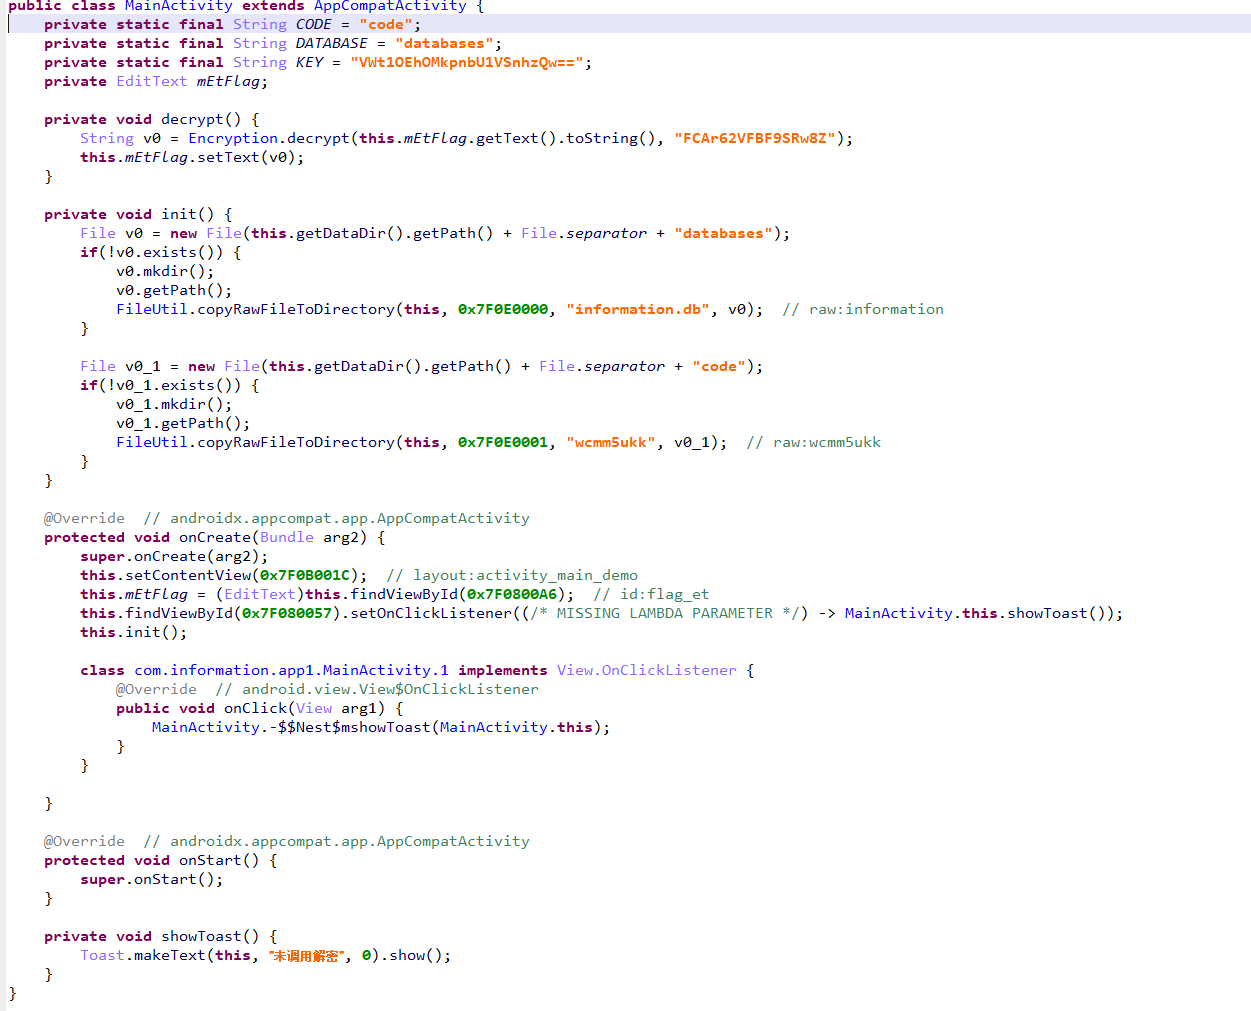 public class MainActivity extends AppCompatActivity {
    private static final String CODE = "code";
    private static final String DATABASE = "databases";
    private static final String KEY = "VWt1OEhOMkpnbU1VSnhzQw==";
    private EditText mEtFlag;

    private void decrypt() {
        String v0 = Encryption.decrypt(this.mEtFlag.getText().toString(), "FCAr62VFBF9SRw8Z");
        this.mEtFlag.setText(v0);
    }

    private void init() {
        File v0 = new File(this.getDataDir().getPath() + File.separator + "databases");
        if(!v0.exists()) {
            v0.mkdir();
            v0.getPath();
            FileUtil.copyRawFileToDirectory(this, 0x7F0E0000, "information.db", v0);  // raw:information
        }

        File v0_1 = new File(this.getDataDir().getPath() + File.separator + "code");
        if(!v0_1.exists()) {
            v0_1.mkdir();
            v0_1.getPath();
            FileUtil.copyRawFileToDirectory(this, 0x7F0E0001, "wcmm5ukk", v0_1);  // raw:wcmm5ukk
        }
    }

    @Override  // androidx.appcompat.app.AppCompatActivity
    protected void onCreate(Bundle arg2) {
        super.onCreate(arg2);
        this.setContentView(0x7F0B001C);  // layout:activity_main_demo
        this.mEtFlag = (EditText)this.findViewById(0x7F0800A6);  // id:flag_et
        this.findViewById(0x7F080057).setOnClickListener((/* MISSING LAMBDA PARAMETER */) -> MainActivity.this.showToast());
        this.init();

        class com.information.app1.MainActivity.1 implements View.OnClickListener {
            @Override  // android.view.View$OnClickListener
            public void onClick(View arg1) {
                MainActivity.-$$Nest$mshowToast(MainActivity.this);
            }
        }

    }

    @Override  // androidx.appcompat.app.AppCompatActivity
    protected void onStart() {
        super.onStart();
    }

    private void showToast() {
        Toast.makeText(this, "未调用解密", 0).show();
    }
}